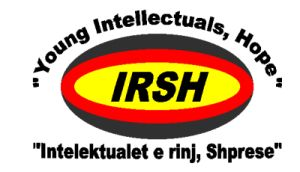 "Young Intellectuals, Hope"
IRSH
"Intelektualet e rinj, Shprese"